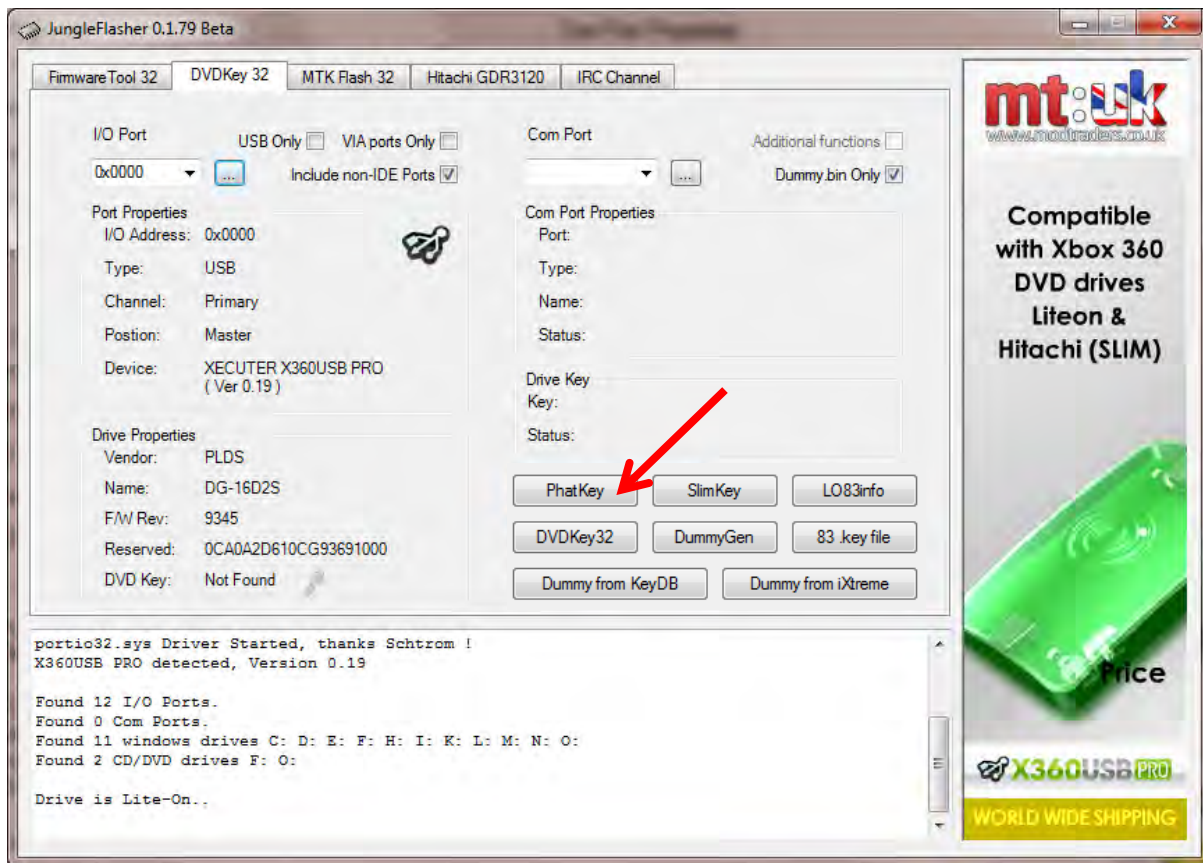 JungleFlasher 0.1.79 Beta
FirmwareTool 32
DVDKey 32
MTK Flash 32
Hitachi GDR3120
IRC Channel
I/O Port
USB Only
VIA ports Only
0x0000
...
Include non-IDE Ports
Com Port
Additional functions
...
Dummy.bin Only
Port Properties
I/O Address: 0x0000
Type: USB
Channel: Primary
Postion: Master
Device: XECUTER X360USB PRO
( Ver 0.19 )
Com Port Properties
Port:
Type:
Name:
Status:
Drive Key
Key:
Status:
Drive Properties
Vendor: PLDS
Name: DG-16D2S
F/W Rev: 9345
Reserved: 0CA0A2D610CG93691000
DVD Key: Not Found
PhatKey
SlimKey
LO83info
DVDKey32
DummyGen
83 .key file
Dummy from KeyDB
Dummy from iXtreme
portio32.sys Driver Started, thanks Schtrom !
X360USB PRO detected, Version 0.19
Found 12 I/O Ports.
Found 0 Com Ports.
Found 11 windows drives C: D: E: F: H: I: K: L: M: N: O:
Found 2 CD/DVD drives F: O:
Drive is Lite-On..
mt:uk
www.modtraders.co.uk
Compatible
with Xbox 360
DVD drives
Liteon &
Hitachi (SLIM)
Price
X360USB PRO
WORLD WIDE SHIPPING